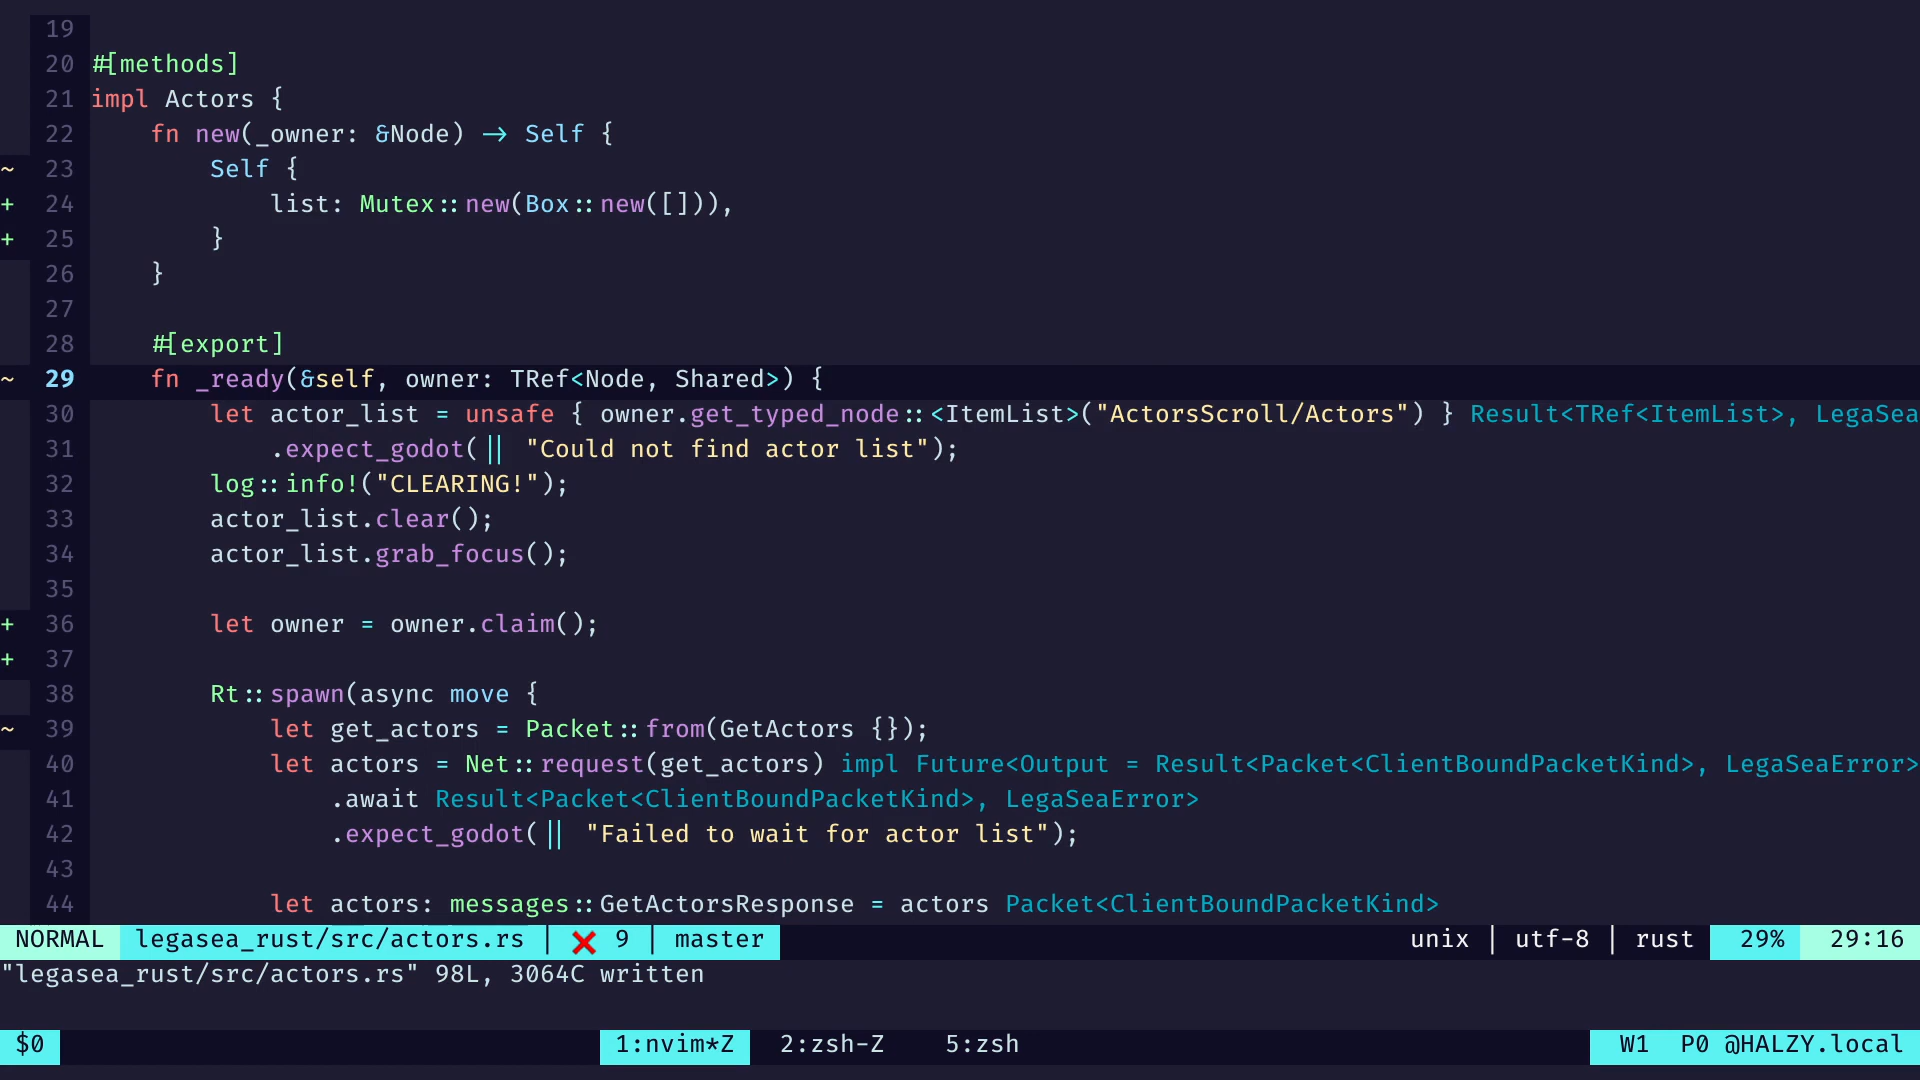 19
20 #[methods]
21 impl Actors {
22     fn new(_owner: &Node) -> Self {
~ 23         Self {
+ 24             list: Mutex::new(Box::new([])),
+ 25         }
26     }
27
28     #[export]
~ 29     fn _ready(&self, owner: TRef<Node, Shared>) {
30         let actor_list = unsafe { owner.get_typed_node::<ItemList>("ActorsScroll/Actors") } Result<TRef<ItemList>, LegaSea
31             .expect_godot(|| "Could not find actor list");
32         log::info!("CLEARING!");
33         actor_list.clear();
34         actor_list.grab_focus();
35
+ 36         let owner = owner.claim();
+ 37
38         Rt::spawn(async move {
~ 39             let get_actors = Packet::from(GetActors {});
40             let actors = Net::request(get_actors) impl Future<Output = Result<Packet<ClientBoundPacketKind>, LegaSeaError>
41                 .await Result<Packet<ClientBoundPacketKind>, LegaSeaError>
42                 .expect_godot(|| "Failed to wait for actor list");
43
44             let actors: messages::GetActorsResponse = actors Packet<ClientBoundPacketKind>
NORMAL legasea_rust/src/actors.rs | ❌ 9 | master unix | utf-8 | rust 29% 29:16
"legasea_rust/src/actors.rs" 98L, 3064C written
$0 1:nvim*Z 2:zsh-Z 5:zsh W1 P0 @HALZY.local